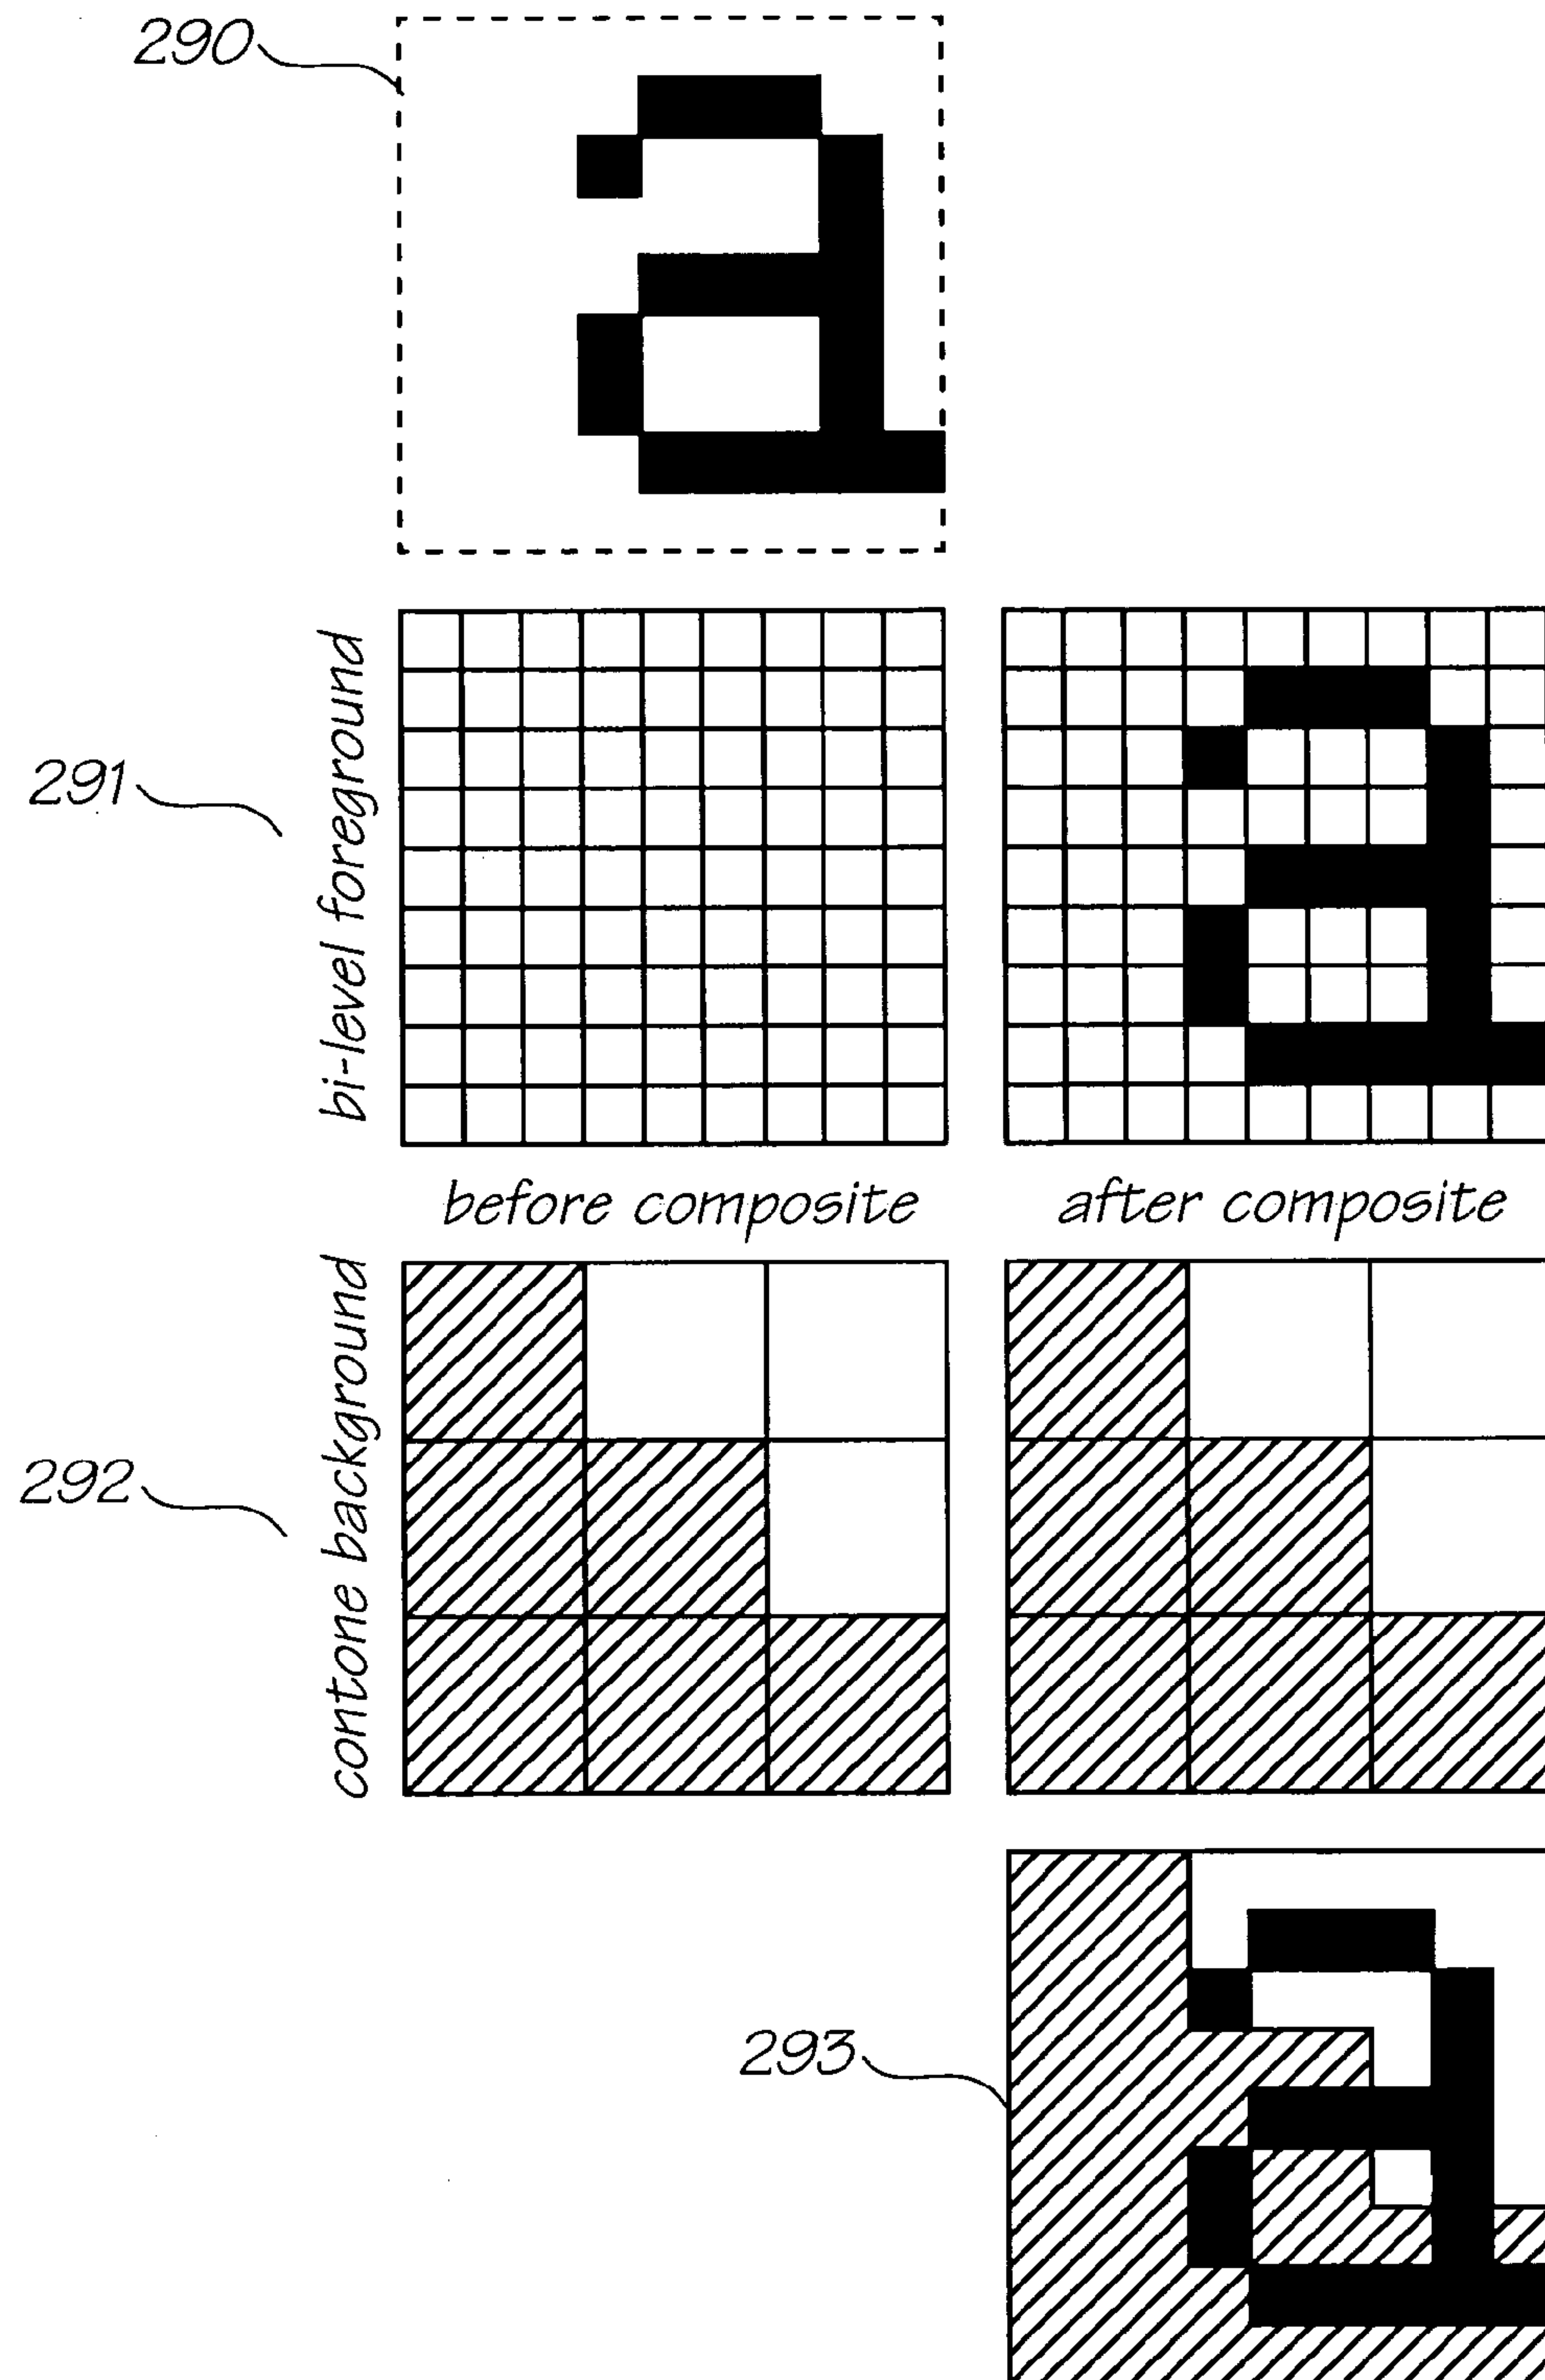 290
a
291
bi-level foreground
a
before composite
after composite
292
contone background
293
a